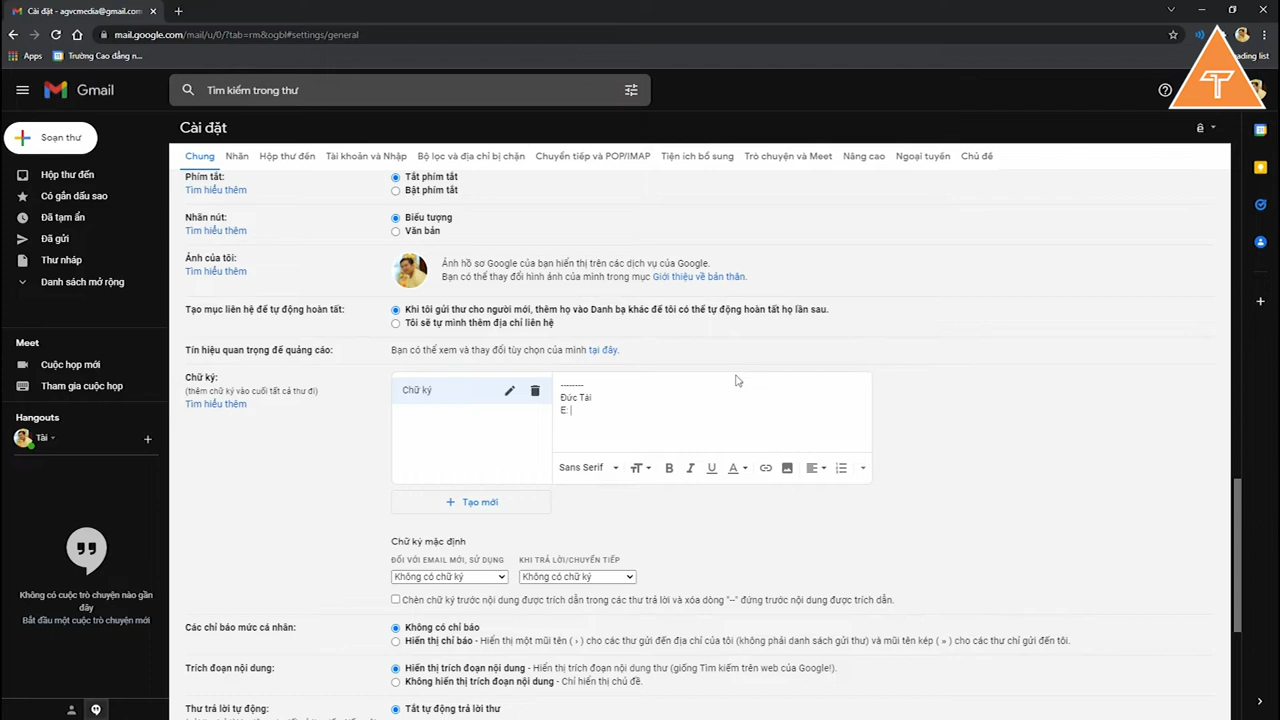 Cài đặt - agvcmedia@gmail.com
mail.google.com/mail/u/0/?tab=rm&ogbl#settings/general
Apps
Trường Cao đẳng n...
Gmail
Tìm kiếm trong thư
T
Soạn thư
Hộp thư đến
Có gắn dấu sao
Đã tạm ẩn
Đã gửi
Thư nháp
Danh sách mở rộng
Meet
Cuộc họp mới
Tham gia cuộc họp
Hangouts
Tài
Không có cuộc trò chuyện nào gần
đây
Bắt đầu một cuộc trò chuyện mới
Cài đặt
Chung Nhãn Hộp thư đến Tài khoản và Nhập Bộ lọc và địa chỉ bị chặn Chuyển tiếp và POP/IMAP Tiện ích bổ sung Trò chuyện và Meet Nâng cao Ngoại tuyến Chủ đề
Phím tắt:
Tìm hiểu thêm
Tắt phím tắt
Bật phím tắt
Nhãn nút:
Tìm hiểu thêm
Biểu tượng
Văn bản
Ảnh của tôi:
Tìm hiểu thêm
Ảnh hồ sơ Google của bạn hiển thị trên các dịch vụ của Google.
Bạn có thể thay đổi hình ảnh của mình trong mục Giới thiệu về bản thân.
Tạo mục liên hệ để tự động hoàn tất:
Khi tôi gửi thư cho người mới, thêm họ vào Danh bạ khác để tôi có thể tự động hoàn tất họ lần sau.
Tôi sẽ tự mình thêm địa chỉ liên hệ
Tín hiệu quan trọng để quảng cáo:
Bạn có thể xem và thay đổi tùy chọn của mình tại đây.
Chữ ký:
(thêm chữ ký vào cuối tất cả thư đi)
Tìm hiểu thêm
Chữ ký
--------
Đức Tài
E:
Sans Serif
Tạo mới
Chữ ký mặc định
ĐỐI VỚI EMAIL MỚI, SỬ DỤNG
KHI TRẢ LỜI/CHUYỂN TIẾP
Không có chữ ký
Không có chữ ký
Chèn chữ ký trước nội dung được trích dẫn trong các thư trả lời và xóa dòng "--" đứng trước nội dung được trích dẫn.
Các chỉ báo mức cá nhân:
Không có chỉ báo
Hiển thị chỉ báo - Hiển thị một mũi tên ( › ) cho các thư gửi đến địa chỉ của tôi (không phải danh sách gửi thư) và mũi tên kép ( » ) cho các thư chỉ gửi đến tôi.
Trích đoạn nội dung:
Hiển thị trích đoạn nội dung - Hiển thị trích đoạn nội dung thư (giống Tìm kiếm trên web của Google!).
Không hiển thị trích đoạn nội dung - Chỉ hiển thị chủ đề.
Thư trả lời tự động:
Tắt tự động trả lời thư